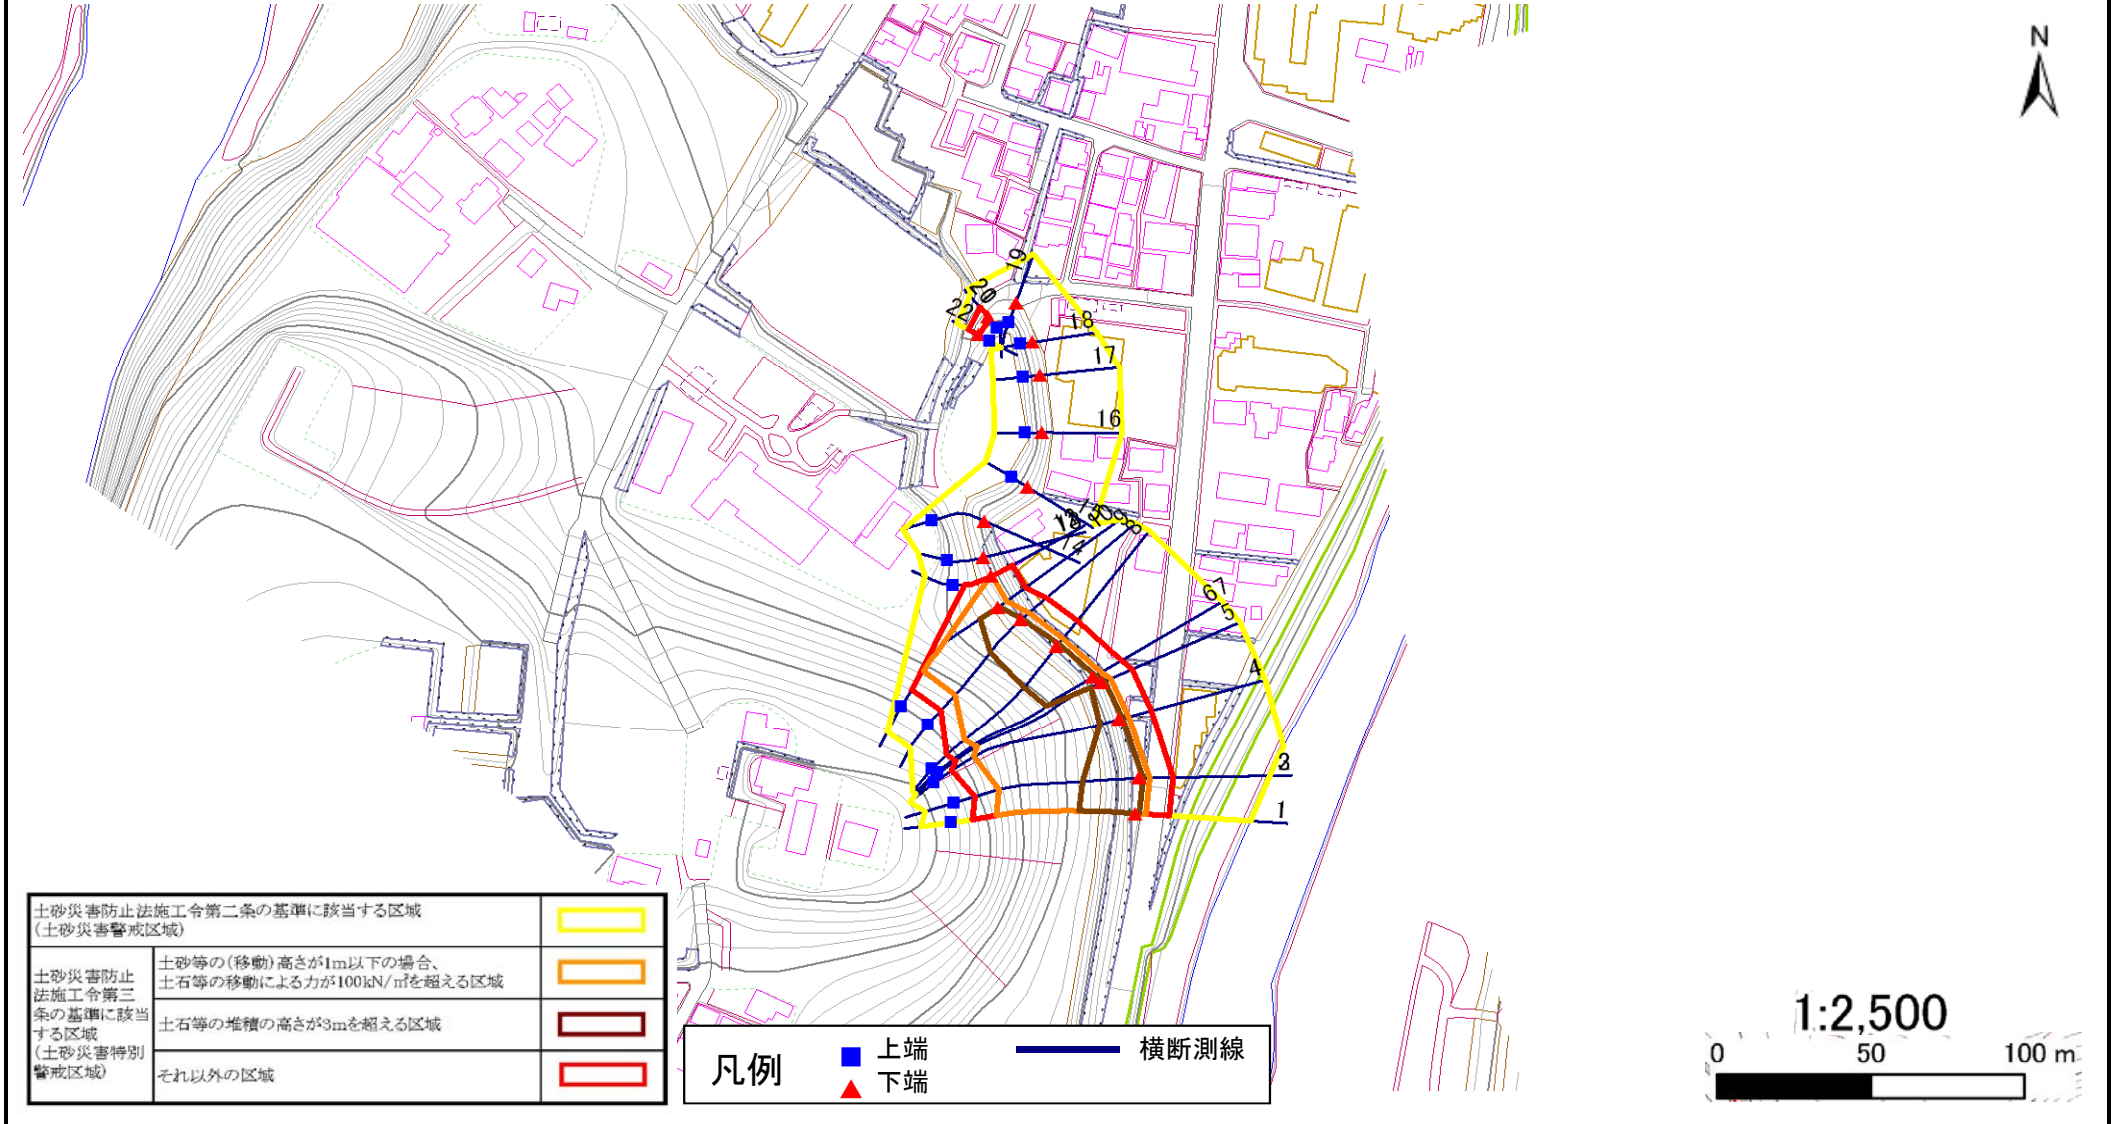 N
19
20
22
18
17
16
14
9
8
67
5
4
3
1
土砂災害防止法施工令第二条の基準に該当する区域
(土砂災害警戒区域)
土砂災害防止
法施工令第三
条の基準に該当
する区域
(土砂災害特別
警戒区域)
土砂等の(移動)高さが1m以下の場合、
土石等の移動による力が100kN/㎡を超える区域
土石等の堆積の高さが3mを超える区域
それ以外の区域
凡例
上端
下端
横断測線
1:2,500
0 50 100 m